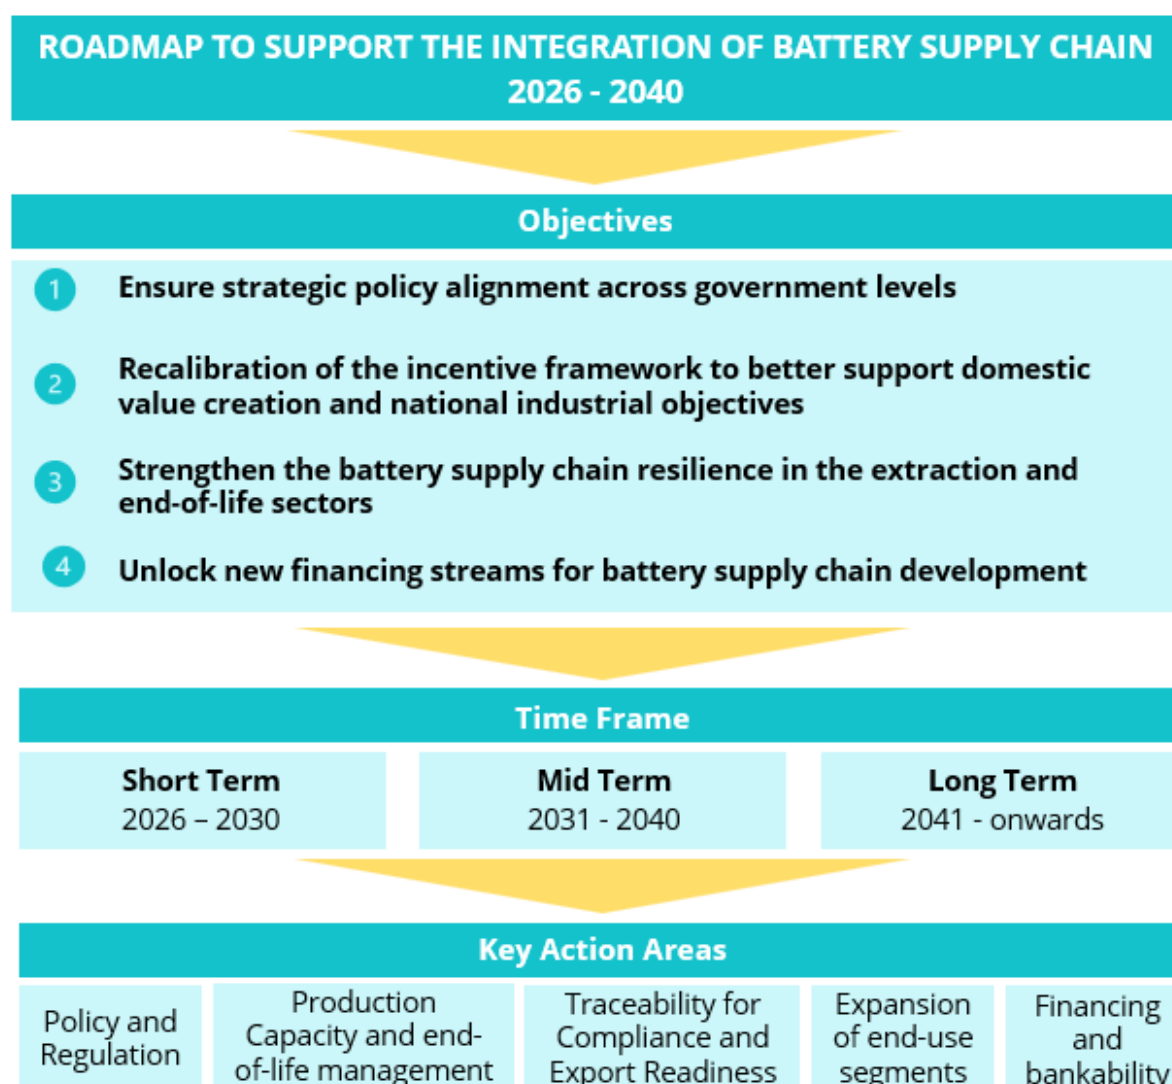 ROADMAP TO SUPPORT THE INTEGRATION OF BATTERY SUPPLY CHAIN
2026 - 2040
Objectives
1 Ensure strategic policy alignment across government levels
2 Recalibration of the incentive framework to better support domestic
value creation and national industrial objectives
3 Strengthen the battery supply chain resilience in the extraction and
end-of-life sectors
4 Unlock new financing streams for battery supply chain development
Time Frame
Short Term
2026 – 2030
Mid Term
2031 - 2040
Long Term
2041 - onwards
Key Action Areas
Policy and
Regulation
Production
Capacity and end-
of-life management
Traceability for
Compliance and
Export Readiness
Expansion
of end-use
segments
Financing
and
bankability